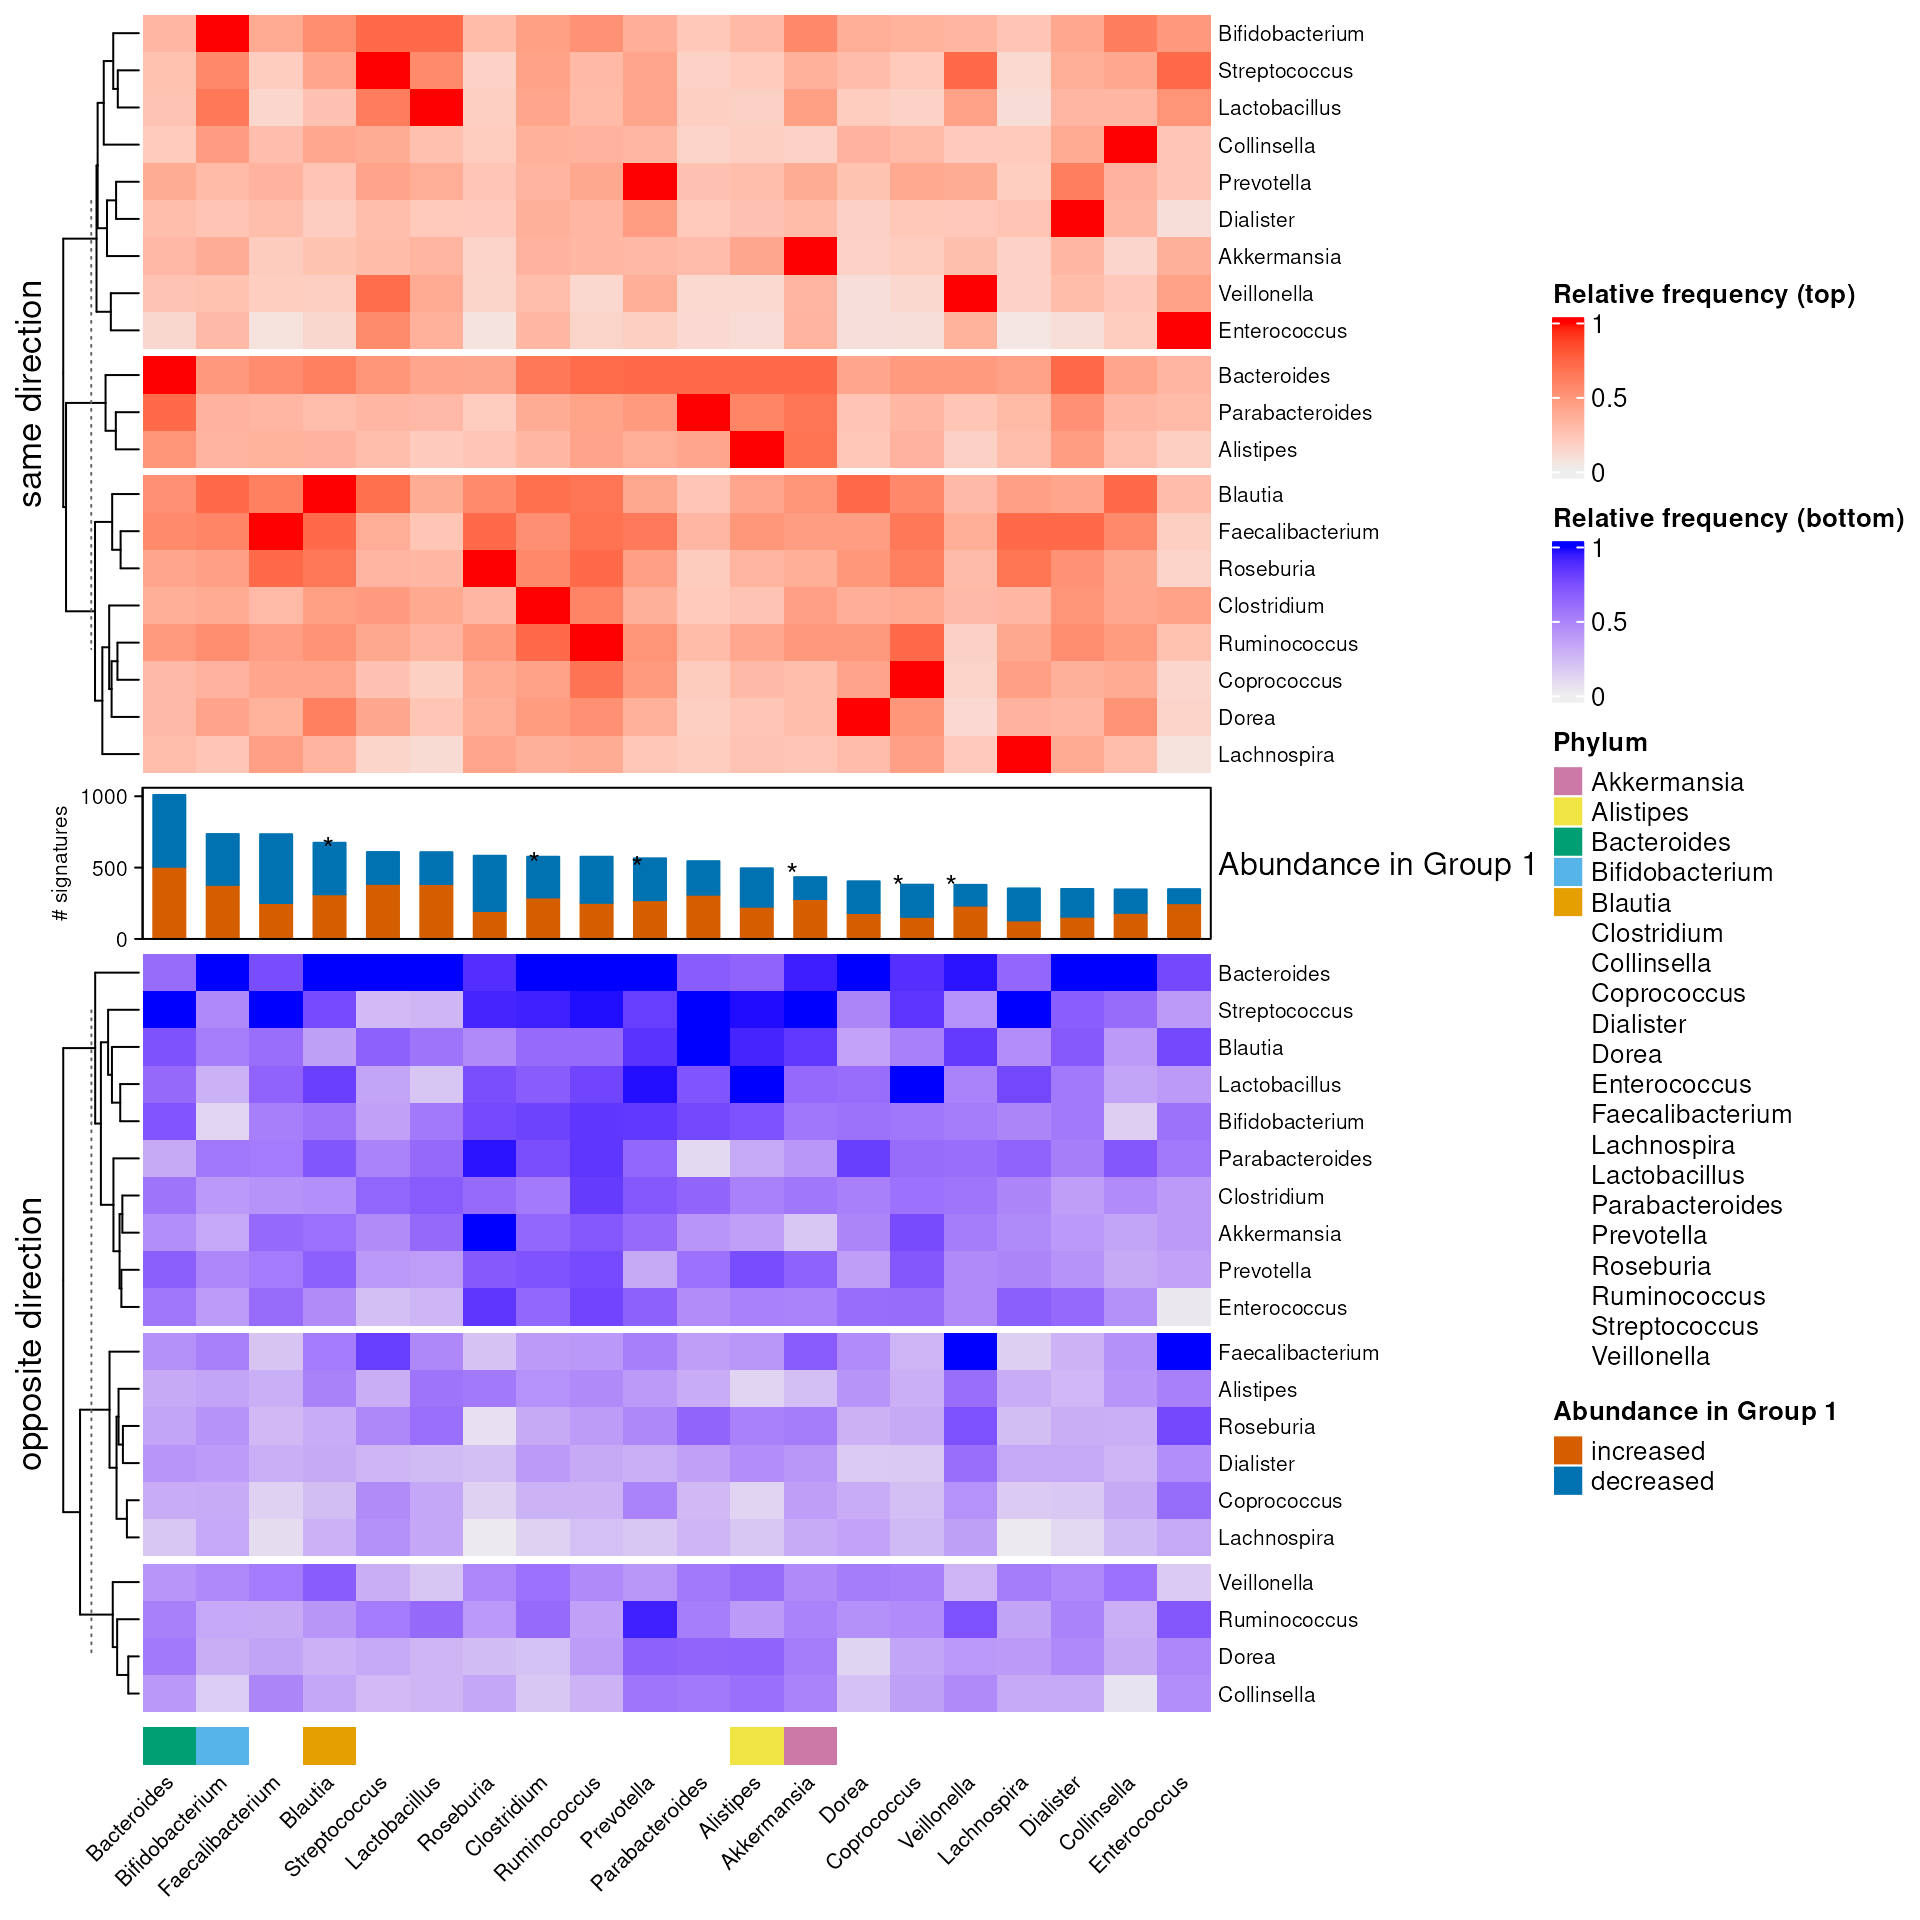 same direction
Bifidobacterium
Streptococcus
Lactobacillus
Collinsella
Prevotella
Dialister
Akkermansia
Veillonella
Enterococcus
Bacteroides
Parabacteroides
Alistipes
Blautia
Faecalibacterium
Roseburia
Clostridium
Ruminococcus
Coprococcus
Dorea
Lachnospira
# signatures
1000
500
0
* * * * * *
Abundance in Group 1
opposite direction
Bacteroides
Streptococcus
Blautia
Lactobacillus
Bifidobacterium
Parabacteroides
Clostridium
Akkermansia
Prevotella
Enterococcus
Faecalibacterium
Alistipes
Roseburia
Dialister
Coprococcus
Lachnospira
Veillonella
Ruminococcus
Dorea
Collinsella
Bacteroides
Bifidobacterium
Faecalibacterium
Blautia
Streptococcus
Lactobacillus
Roseburia
Clostridium
Ruminococcus
Prevotella
Parabacteroides
Alistipes
Akkermansia
Dorea
Coprococcus
Veillonella
Lachnospira
Dialister
Collinsella
Enterococcus
Relative frequency (top)
1
0.5
0
Relative frequency (bottom)
1
0.5
0
Phylum
Akkermansia
Alistipes
Bacteroides
Bifidobacterium
Blautia
Clostridium
Collinsella
Coprococcus
Dialister
Dorea
Enterococcus
Faecalibacterium
Lachnospira
Lactobacillus
Parabacteroides
Prevotella
Roseburia
Ruminococcus
Streptococcus
Veillonella
Abundance in Group 1
increased
decreased